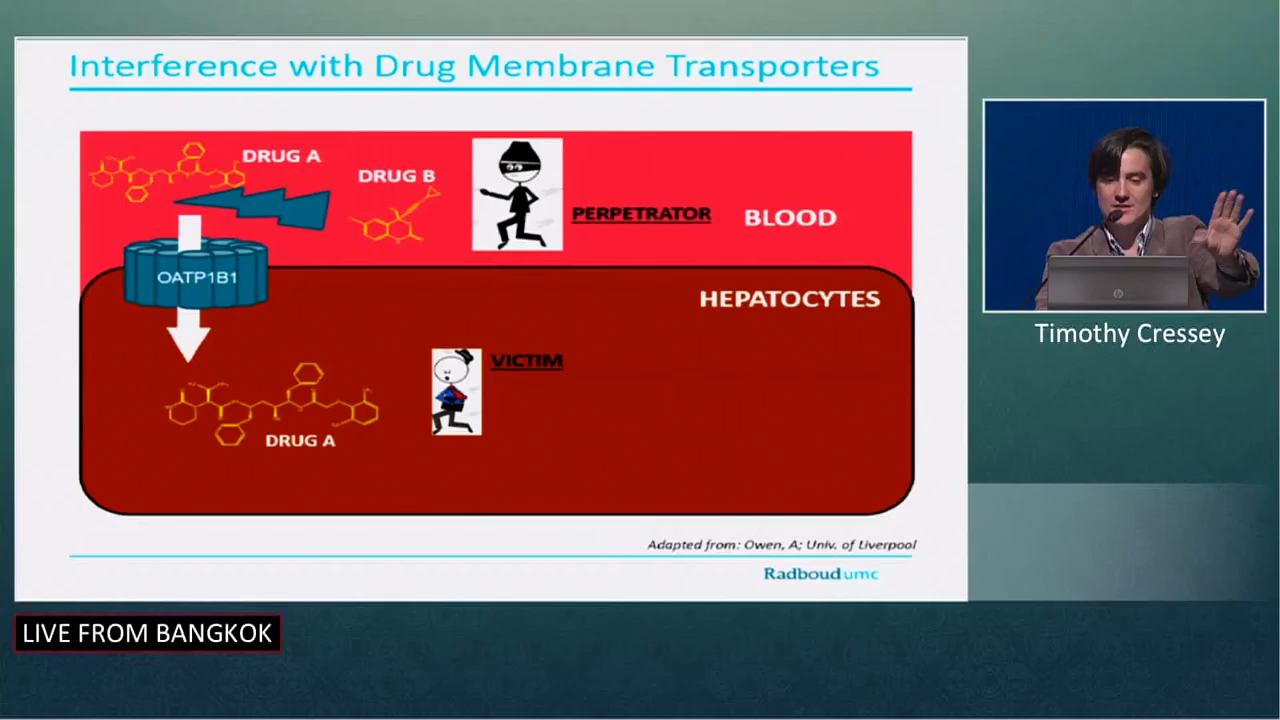 Interference with Drug Membrane Transporters
DRUG A
DRUG B
PERPETRATOR
BLOOD
OATP1B1
HEPATOCYTES
VICTIM
DRUG A
Adapted from: Owen, A; Univ. of Liverpool
Radboudumc
Timothy Cressey
LIVE FROM BANGKOK